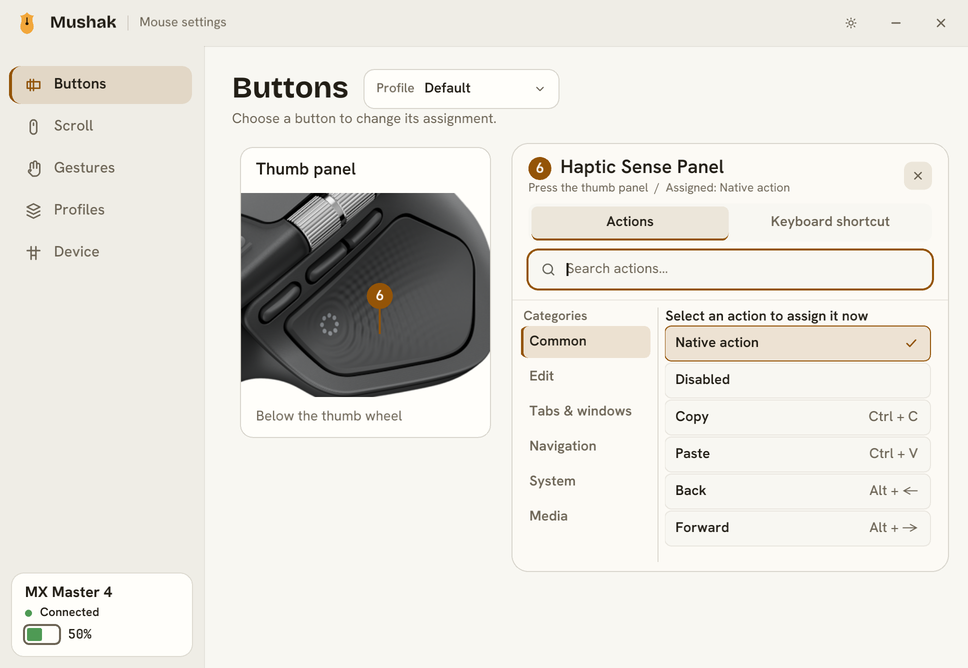 Mushak
Mouse settings
Buttons
Scroll
Gestures
Profiles
Device
MX Master 4
Connected
50%
Buttons
Profile Default
Choose a button to change its assignment.
Thumb panel
6
Below the thumb wheel
6 Haptic Sense Panel
Press the thumb panel / Assigned: Native action
Actions
Keyboard shortcut
Search actions...
Categories
Common
Edit
Tabs & windows
Navigation
System
Media
Select an action to assign it now
Native action
Disabled
Copy Ctrl + C
Paste Ctrl + V
Back Alt + ←
Forward Alt + →